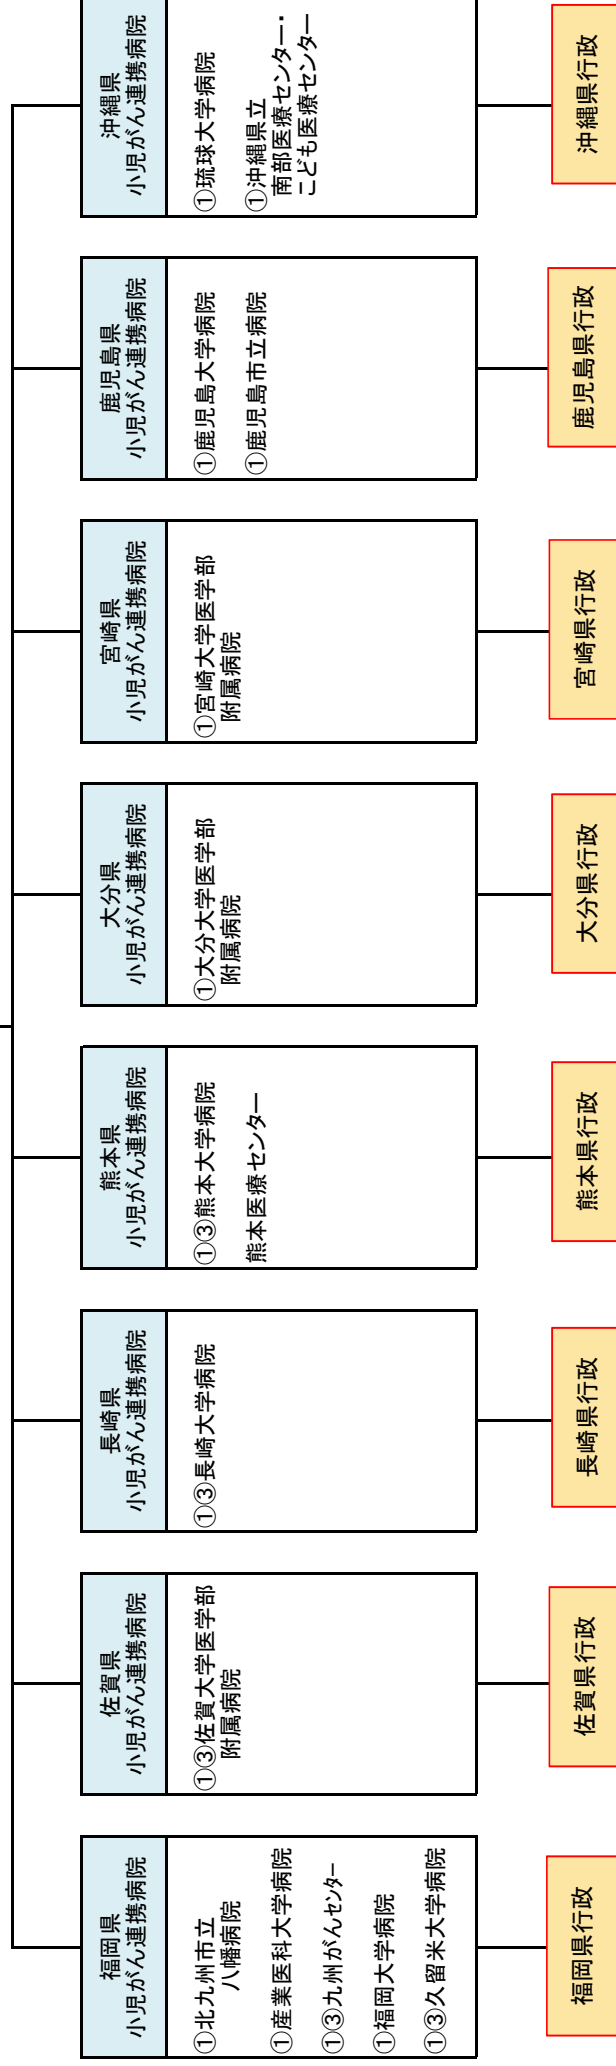 福岡県
小児がん連携病院
①北九州市立
八幡病院
①産業医科大学病院
①③九州がんセンター
①福岡大学病院
①③久留米大学病院
福岡県行政
佐賀県
小児がん連携病院
①③佐賀大学医学部
附属病院
佐賀県行政
長崎県
小児がん連携病院
①③長崎大学病院
長崎県行政
熊本県
小児がん連携病院
①③熊本大学病院
熊本医療センター
熊本県行政
大分県
小児がん連携病院
①大分大学医学部
附属病院
大分県行政
宮崎県
小児がん連携病院
①宮崎大学医学部
附属病院
宮崎県行政
鹿児島県
小児がん連携病院
①鹿児島大学病院
①鹿児島市立病院
鹿児島県行政
沖縄県
小児がん連携病院
①琉球大学病院
①沖縄県立
南部医療センター・
こども医療センター
沖縄県行政